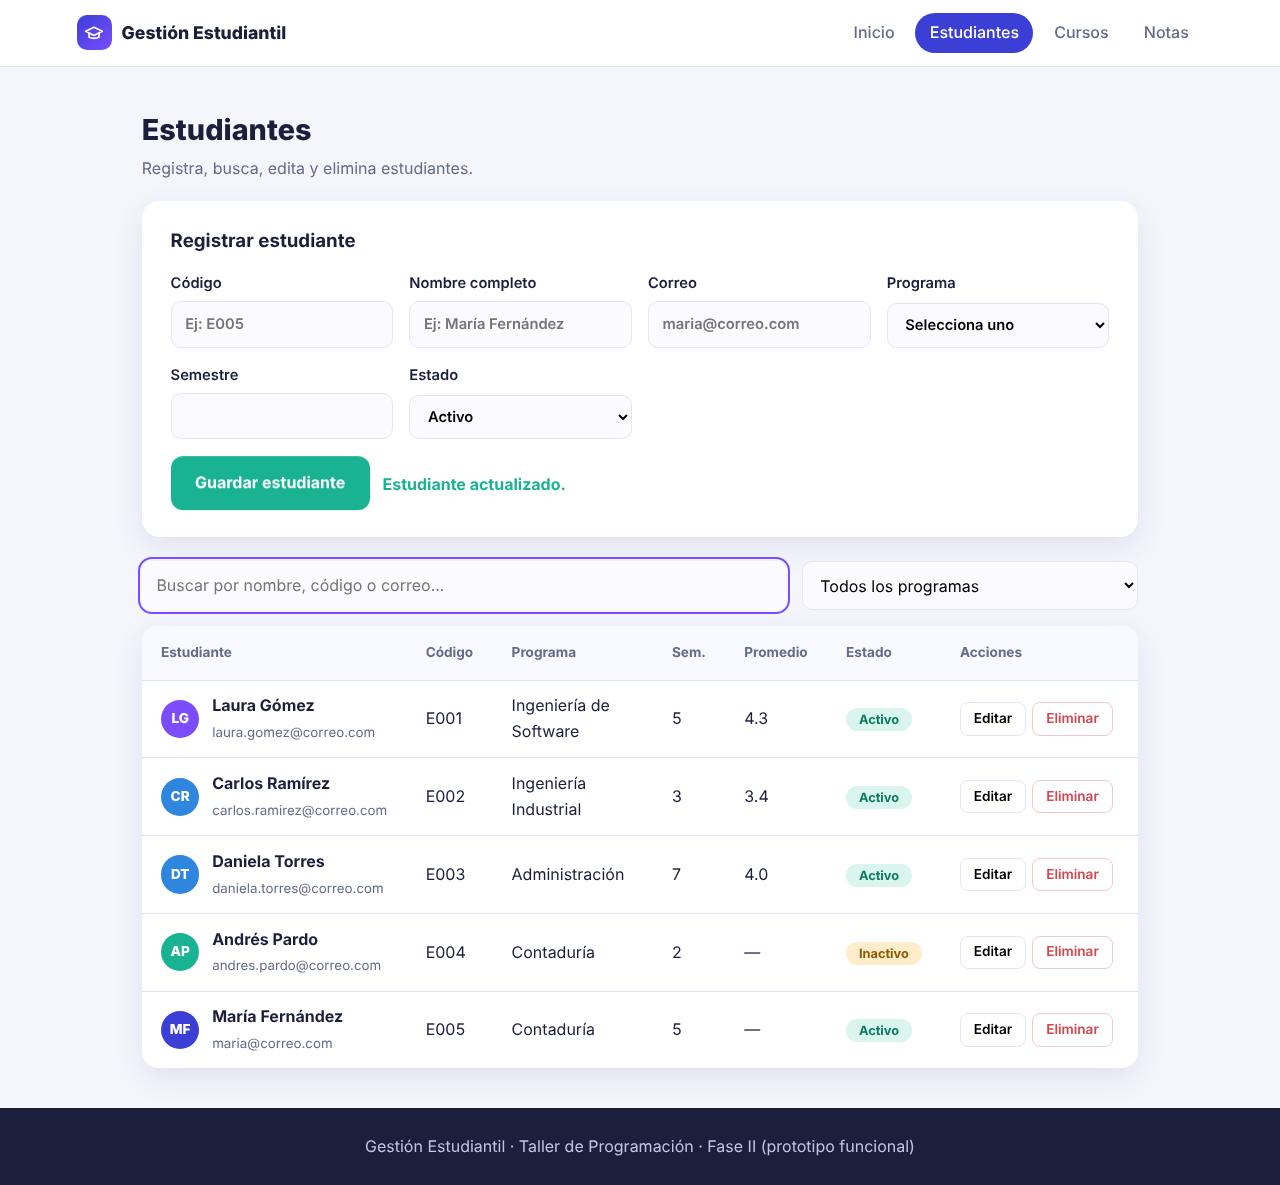 Gestión Estudiantil
Inicio
Estudiantes
Cursos
Notas
Estudiantes
Registra, busca, edita y elimina estudiantes.
Registrar estudiante
Código
Nombre completo
Correo
Programa
Ej: E005
Ej: María Fernández
maria@correo.com
Selecciona uno
Semestre
Estado
Activo
Guardar estudiante
Estudiante actualizado.
Buscar por nombre, código o correo...
Todos los programas
Estudiante Código Programa Sem. Promedio Estado Acciones
LG Laura Gómez
laura.gomez@correo.com
E001
Ingeniería de
Software
5
4.3
Activo
Editar
Eliminar
CR Carlos Ramírez
carlos.ramirez@correo.com
E002
Ingeniería
Industrial
3
3.4
Activo
Editar
Eliminar
DT Daniela Torres
daniela.torres@correo.com
E003
Administración
7
4.0
Activo
Editar
Eliminar
AP Andrés Pardo
andres.pardo@correo.com
E004
Contaduría
2
—
Inactivo
Editar
Eliminar
MF María Fernández
maria@correo.com
E005
Contaduría
5
—
Activo
Editar
Eliminar
Gestión Estudiantil · Taller de Programación · Fase II (prototipo funcional)